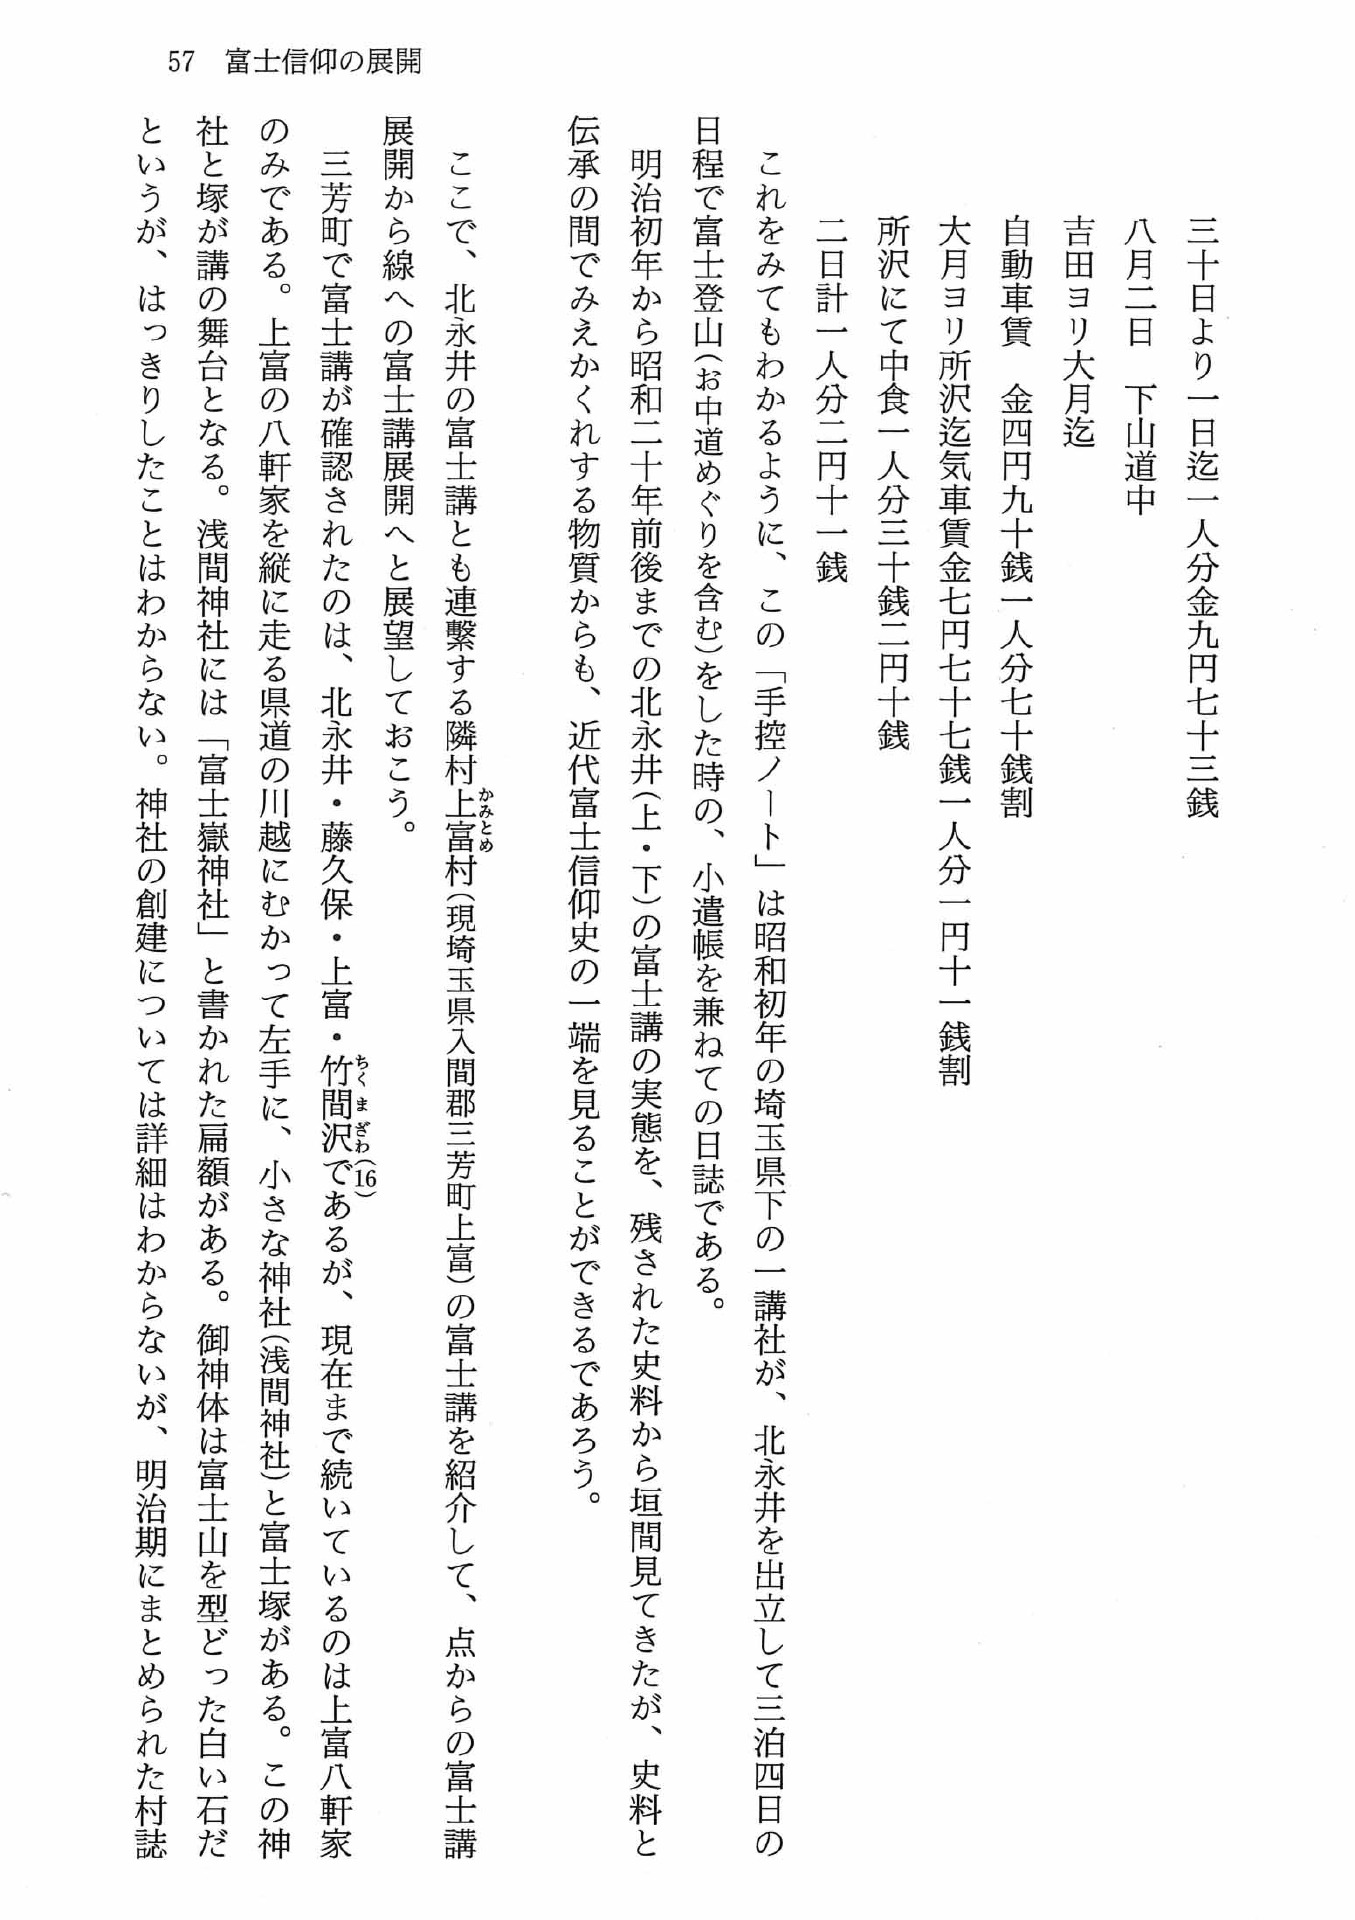 57　富士信仰の展開
三十日より一日迄一人分金九円七十三銭
八月二日　下山道中
吉田ヨリ大月迄
自動車賃　金四円九十銭一人分七十銭割
大月ヨリ所沢迄気車賃金七円七十七銭一人分一円十一銭割
所沢にて中食一人分三十銭二円十銭
二日計一人分二円十一銭
これをみてもわかるように、この「手控ノート」は昭和初年の埼玉県下の一講社が、北永井を出立して三泊四日の
日程で富士登山（お中道めぐりを含む）をした時の、小遣帳を兼ねての日誌である。
明治初年から昭和二十年前後までの北永井（上・下）の富士講の実態を、残された史料から垣間見てきたが、史料と
伝承の間でみえかくれする物質からも、近代富士信仰史の一端を見ることができるであろう。
ここで、北永井の富士講とも連繫する隣村上富村（現埼玉県入間郡三芳町上富）の富士講を紹介して、点からの富士講
かみとめ
展開から線への富士講展開へと展望しておこう。
三芳町で富士講が確認されたのは、北永井・藤久保・上富・竹間沢であるが、現在まで続いているのは上富八軒家
ちくまざわ（16）
のみである。上富の八軒家を縦に走る県道の川越にむかって左手に、小さな神社（浅間神社）と富士塚がある。この神
社と塚が講の舞台となる。浅間神社には「富士嶽神社」と書かれた扁額がある。御神体は富士山を型どった白い石だ
というが、はっきりしたことはわからない。神社の創建については詳細はわからないが、明治期にまとめられた村誌